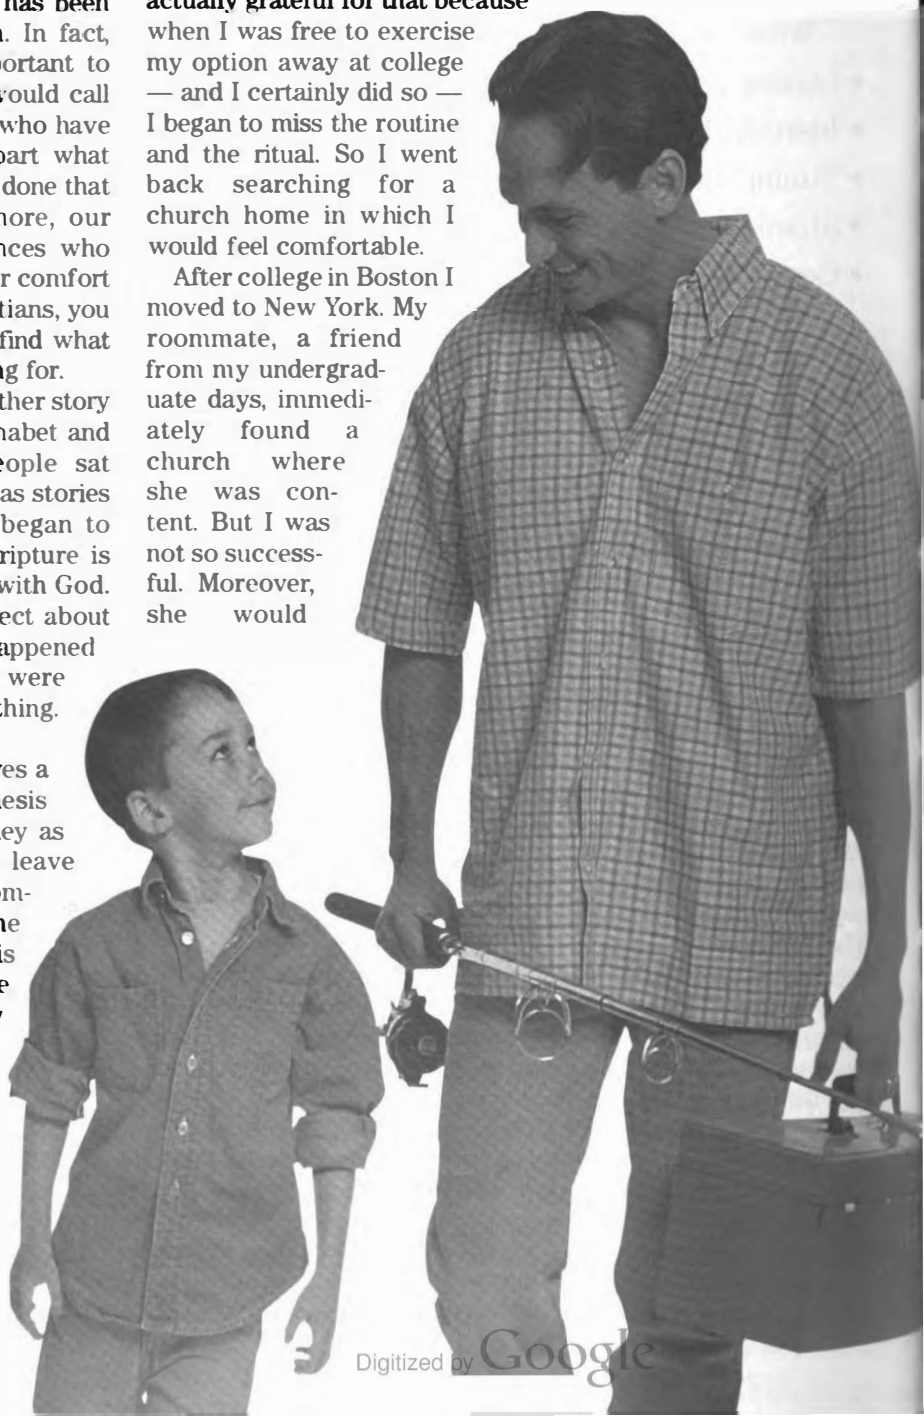 has been
. In fact,
ortant to
ould call
who have
part what
done that
more, our
nces who
r comfort
tians, you
find what
g for.
ther story
habet and
eople sat
as stories
began to
ripture is
with God.
ect about
appened
were
thing.
es a
esis
ey as
leave
om-
he
is
e
actually grateful for that because
when I was free to exercise
my option away at college
— and I certainly did so —
I began to miss the routine
and the ritual. So I went
back searching for a
church home in which I
would feel comfortable.
After college in Boston I
moved to New York. My
roommate, a friend
from my undergrad-
uate days, immedi-
ately found a
church where
she was con-
tent. But I was
not so success-
ful. Moreover,
she would
Digitized by Google